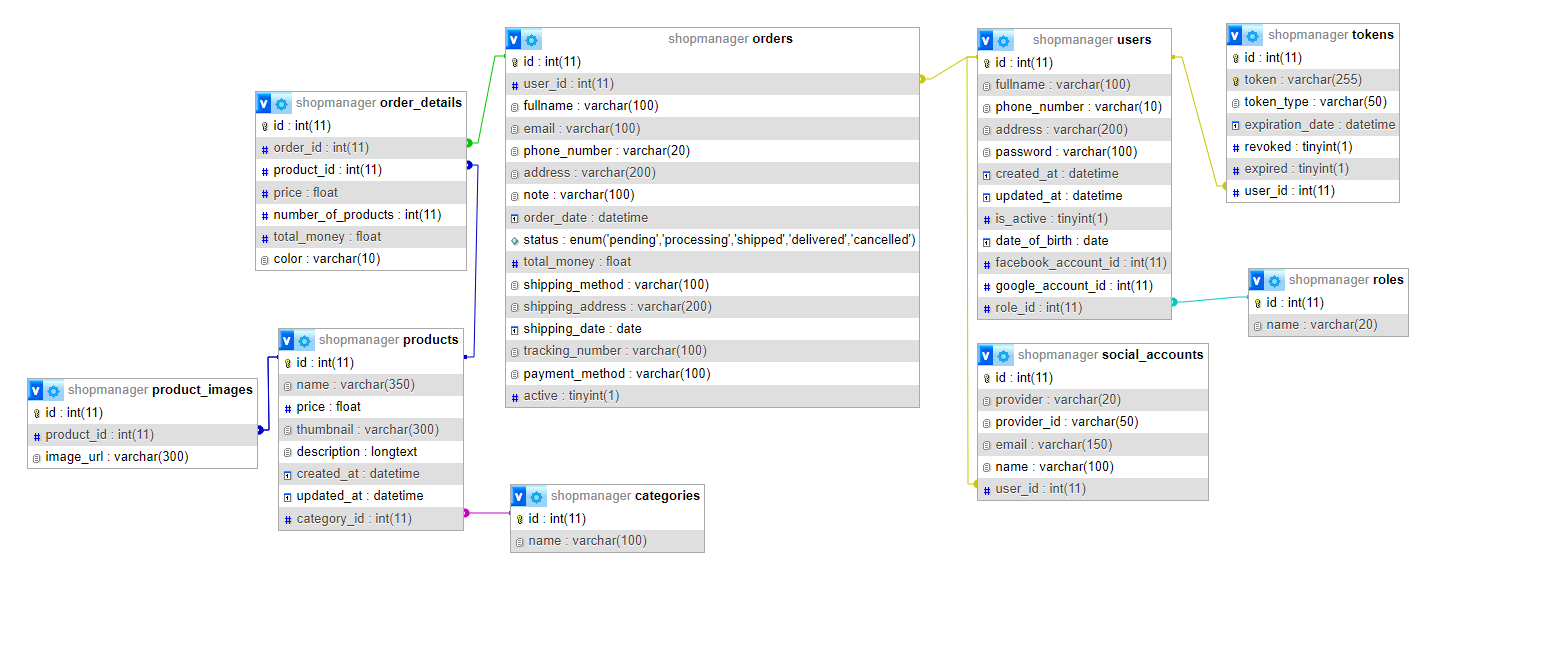 shopmanager orders
id : int(11)
user_id : int(11)
fullname : varchar(100)
email : varchar(100)
phone_number : varchar(20)
address : varchar(200)
note : varchar(100)
order_date : datetime
status : enum('pending','processing','shipped','delivered','cancelled')
total_money : float
shipping_method : varchar(100)
shipping_address : varchar(200)
shipping_date : date
tracking_number : varchar(100)
payment_method : varchar(100)
active : tinyint(1)
shopmanager users
id : int(11)
fullname : varchar(100)
phone_number : varchar(10)
address : varchar(200)
password : varchar(100)
created_at : datetime
updated_at : datetime
is_active : tinyint(1)
date_of_birth : date
facebook_account_id : int(11)
google_account_id : int(11)
role_id : int(11)
shopmanager tokens
id : int(11)
token : varchar(255)
token_type : varchar(50)
expiration_date : datetime
revoked : tinyint(1)
expired : tinyint(1)
user_id : int(11)
shopmanager order_details
id : int(11)
order_id : int(11)
product_id : int(11)
price : float
number_of_products : int(11)
total_money : float
color : varchar(10)
shopmanager roles
id : int(11)
name : varchar(20)
shopmanager products
id : int(11)
name : varchar(350)
price : float
thumbnail : varchar(300)
description : longtext
created_at : datetime
updated_at : datetime
category_id : int(11)
shopmanager social_accounts
id : int(11)
provider : varchar(20)
provider_id : varchar(50)
email : varchar(150)
name : varchar(100)
user_id : int(11)
shopmanager product_images
id : int(11)
product_id : int(11)
image_url : varchar(300)
shopmanager categories
id : int(11)
name : varchar(100)